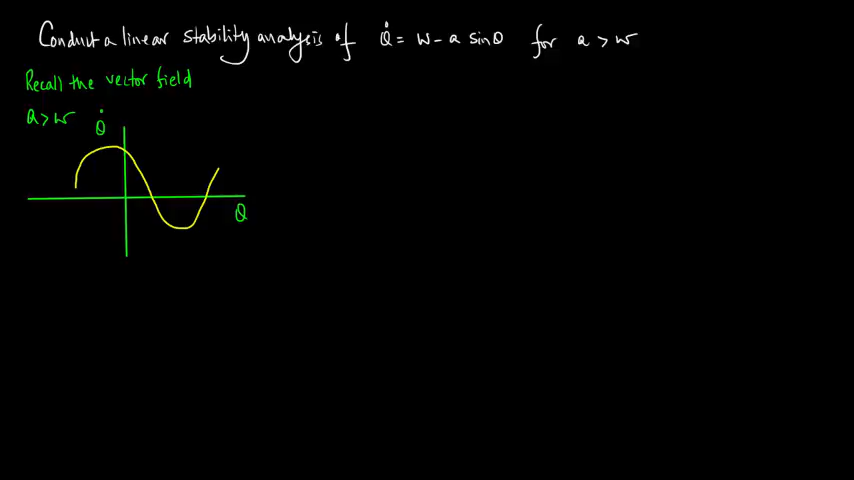 Conduct a linear stability analysis of θ̇ = w - a sinθ for a > w
Recall the vector field
a > w
θ̇
θ